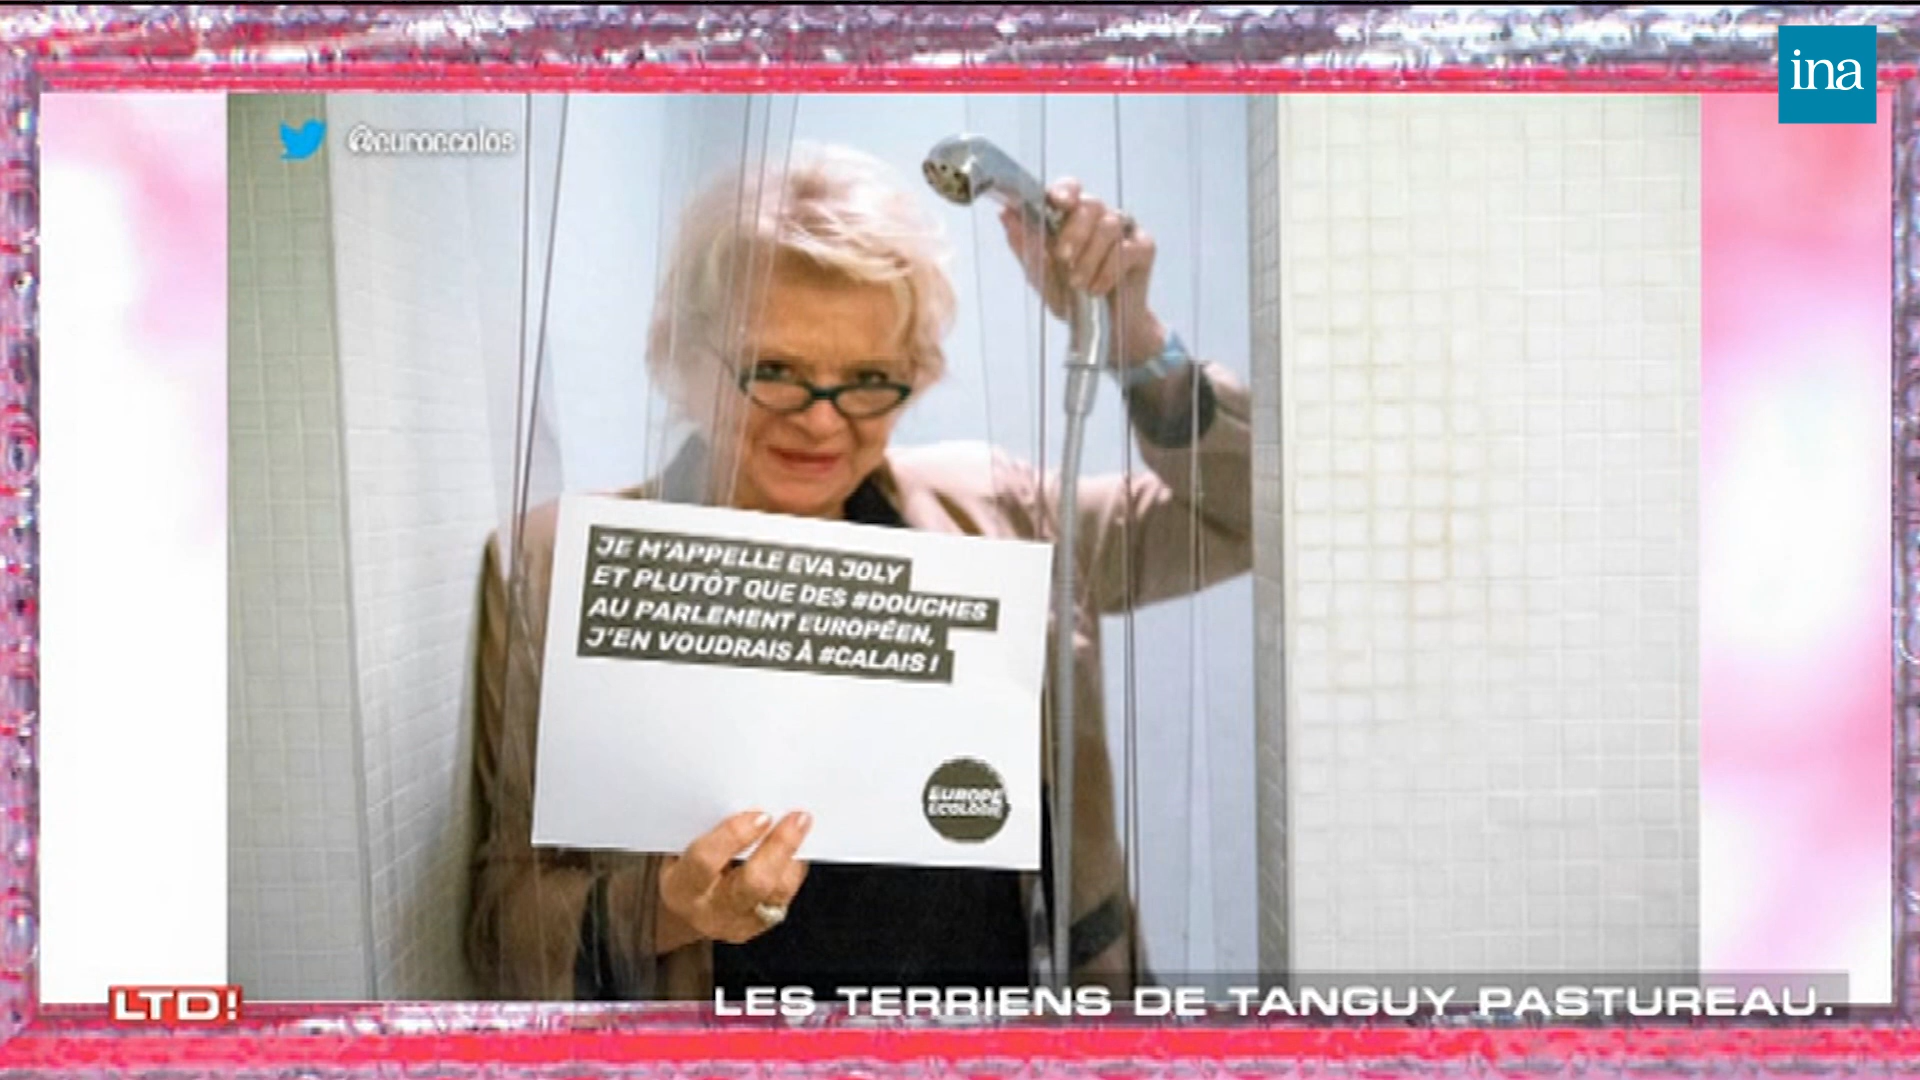 ina
@euroecolos
JE M'APPELLE EVA JOLY
ET PLUTÔT QUE DES #DOUCHES
AU PARLEMENT EUROPÉEN,
J'EN VOUDRAIS À #CALAIS !
EUROPE
ECOLOGIE
LTD!
LES TERRIENS DE TANGUY PASTUREAU.